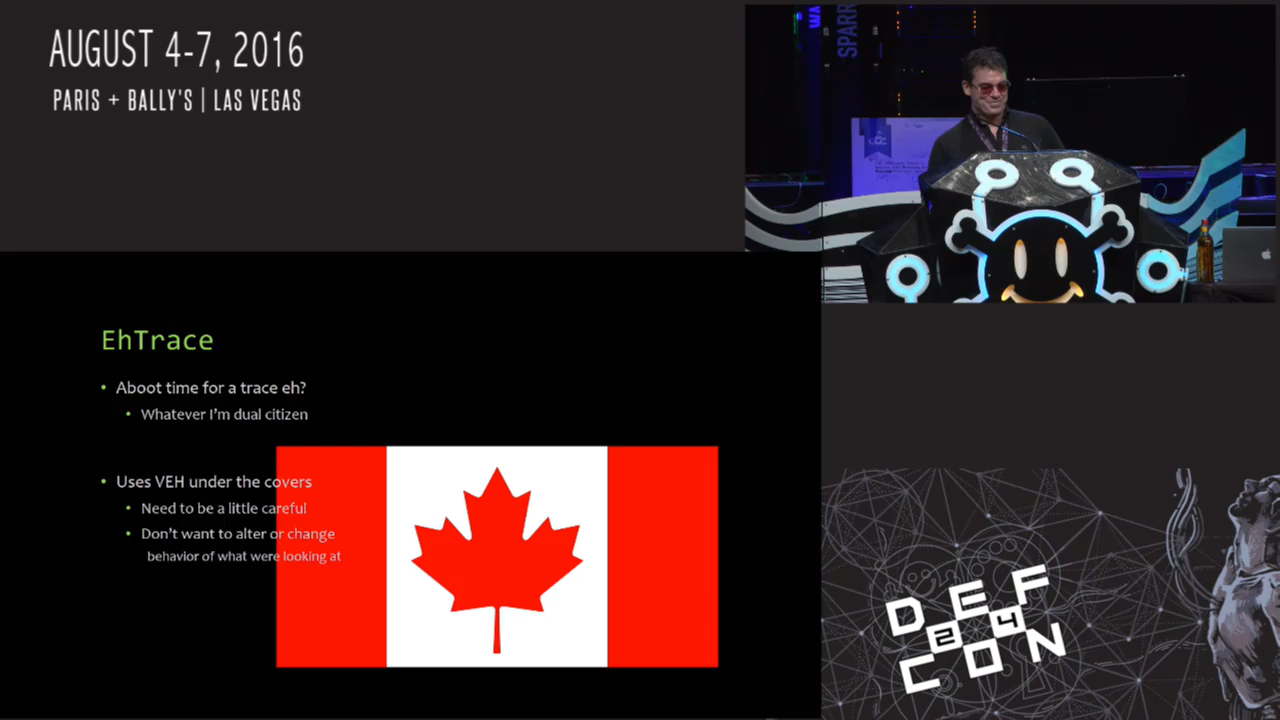 AUGUST 4-7, 2016
PARIS + BALLY'S | LAS VEGAS
SPARR
WA
EhTrace
• Aboot time for a trace eh?
• Whatever I'm dual citizen
• Uses VEH under the covers
• Need to be a little careful
• Don't want to alter or change
behavior of what were looking at
DEF
24
CON